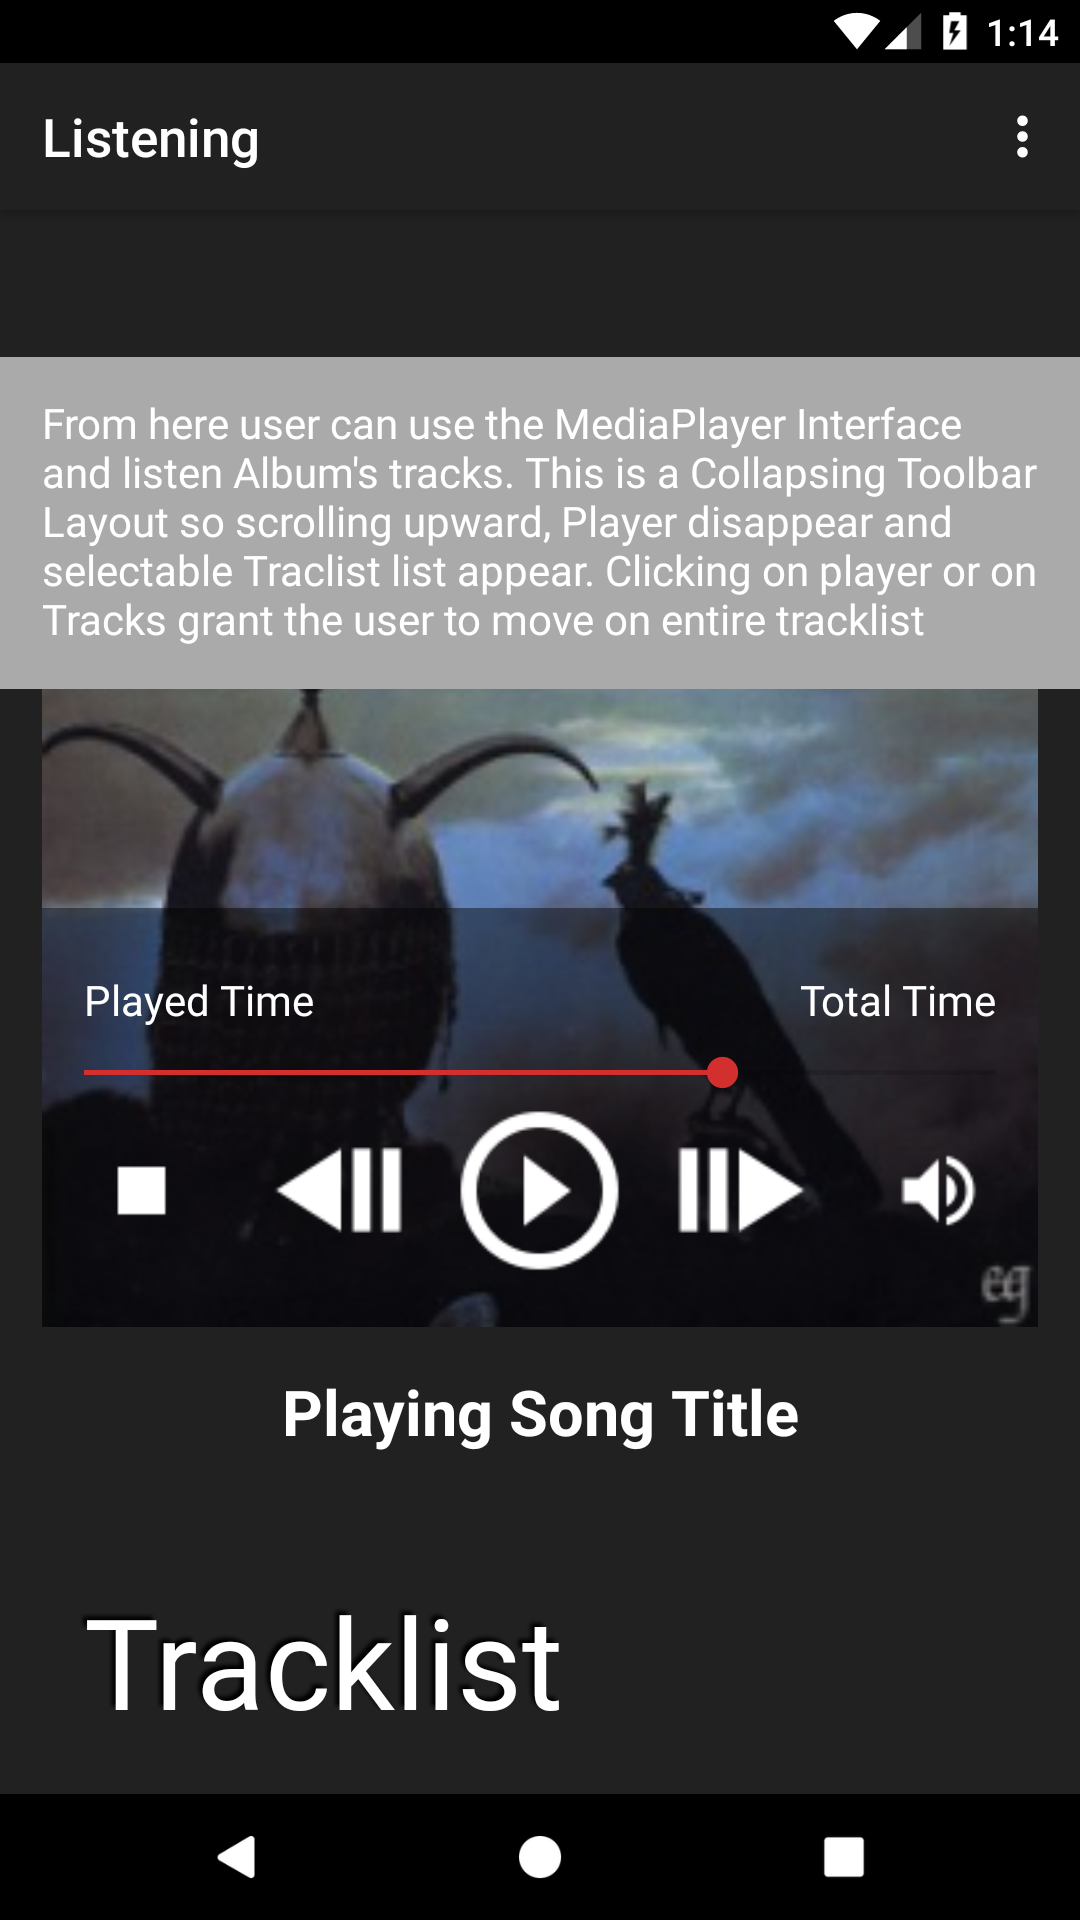 1:14
Listening
From here user can use the MediaPlayer Interface
and listen Album's tracks. This is a Collapsing Toolbar
Layout so scrolling upward, Player disappear and
selectable Traclist list appear. Clicking on player or on
Tracks grant the user to move on entire tracklist
Played Time Total Time
eg
Playing Song Title
Tracklist